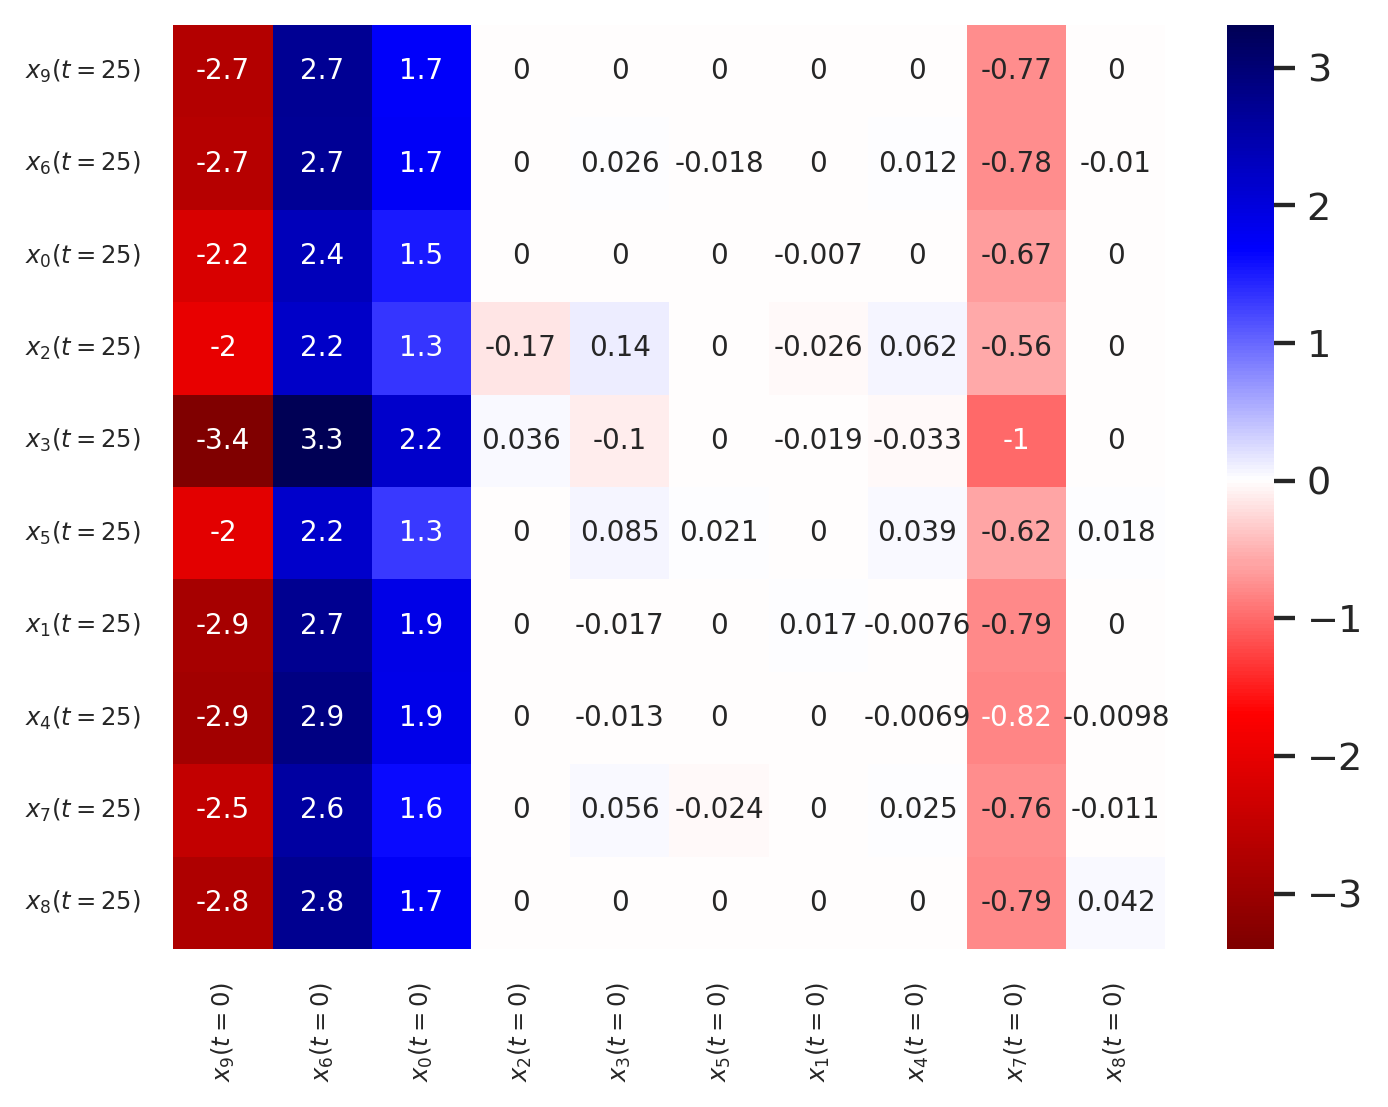 x₉(t = 25) -2.7 2.7 1.7 0 0 0 0 0 -0.77 0
x₆(t = 25) -2.7 2.7 1.7 0 0.026 -0.018 0 0.012 -0.78 -0.01
x₀(t = 25) -2.2 2.4 1.5 0 0 0 -0.007 0 -0.67 0
x₂(t = 25) -2 2.2 1.3 -0.17 0.14 0 -0.026 0.062 -0.56 0
x₃(t = 25) -3.4 3.3 2.2 0.036 -0.1 0 -0.019 -0.033 -1 0
x₅(t = 25) -2 2.2 1.3 0 0.085 0.021 0 0.039 -0.62 0.018
x₁(t = 25) -2.9 2.7 1.9 0 -0.017 0 0.017 -0.0076 -0.79 0
x₄(t = 25) -2.9 2.9 1.9 0 -0.013 0 0 -0.0069 -0.82 -0.0098
x₇(t = 25) -2.5 2.6 1.6 0 0.056 -0.024 0 0.025 -0.76 -0.011
x₈(t = 25) -2.8 2.8 1.7 0 0 0 0 0 -0.79 0.042
x₉(t = 0)
x₆(t = 0)
x₀(t = 0)
x₂(t = 0)
x₃(t = 0)
x₅(t = 0)
x₁(t = 0)
x₄(t = 0)
x₇(t = 0)
x₈(t = 0)
3
2
1
0
−1
−2
−3